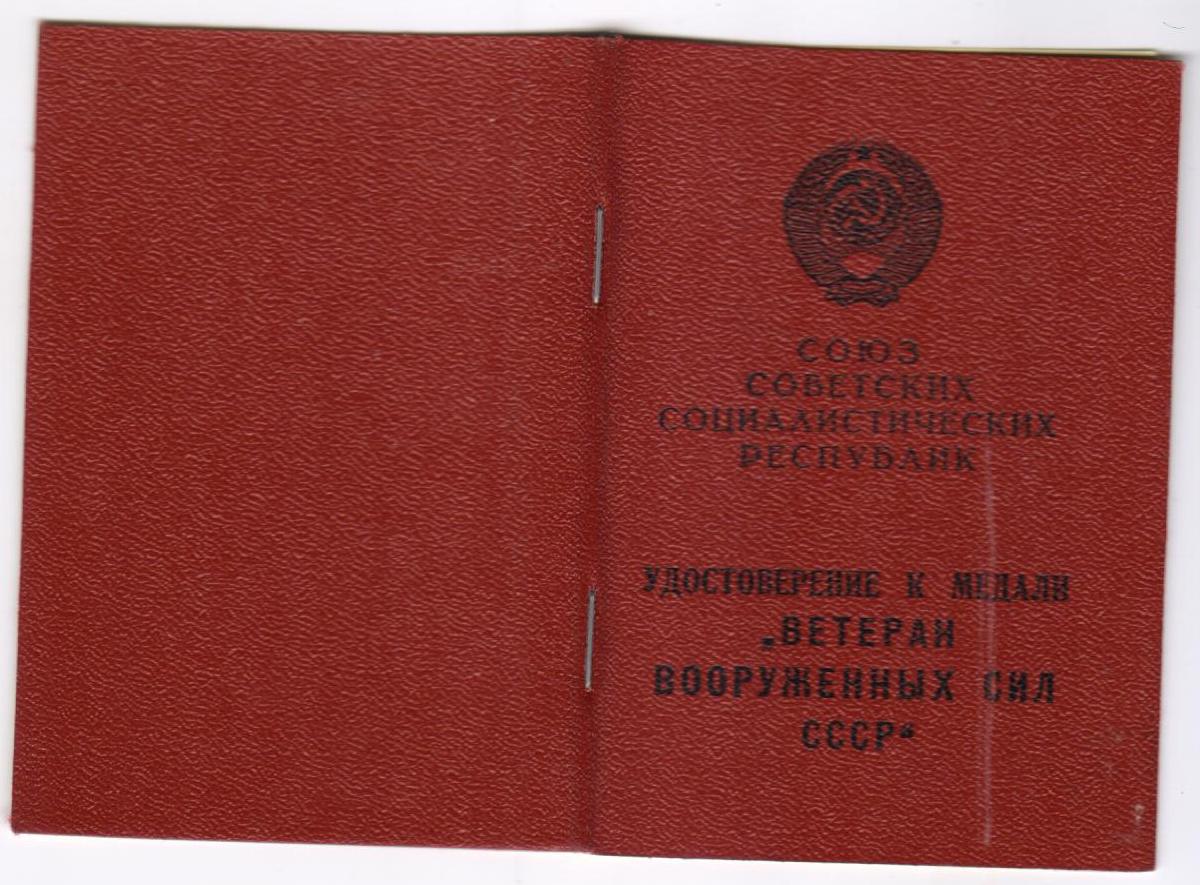 СОЮЗ
СОВЕТСКИХ
СОЦИАЛИСТИЧЕСКИХ
РЕСПУБЛИК
УДОСТОВЕРЕНИЕ К МЕДАЛИ
„ВЕТЕРАН
ВООРУЖЕННЫХ СИЛ
СССР“